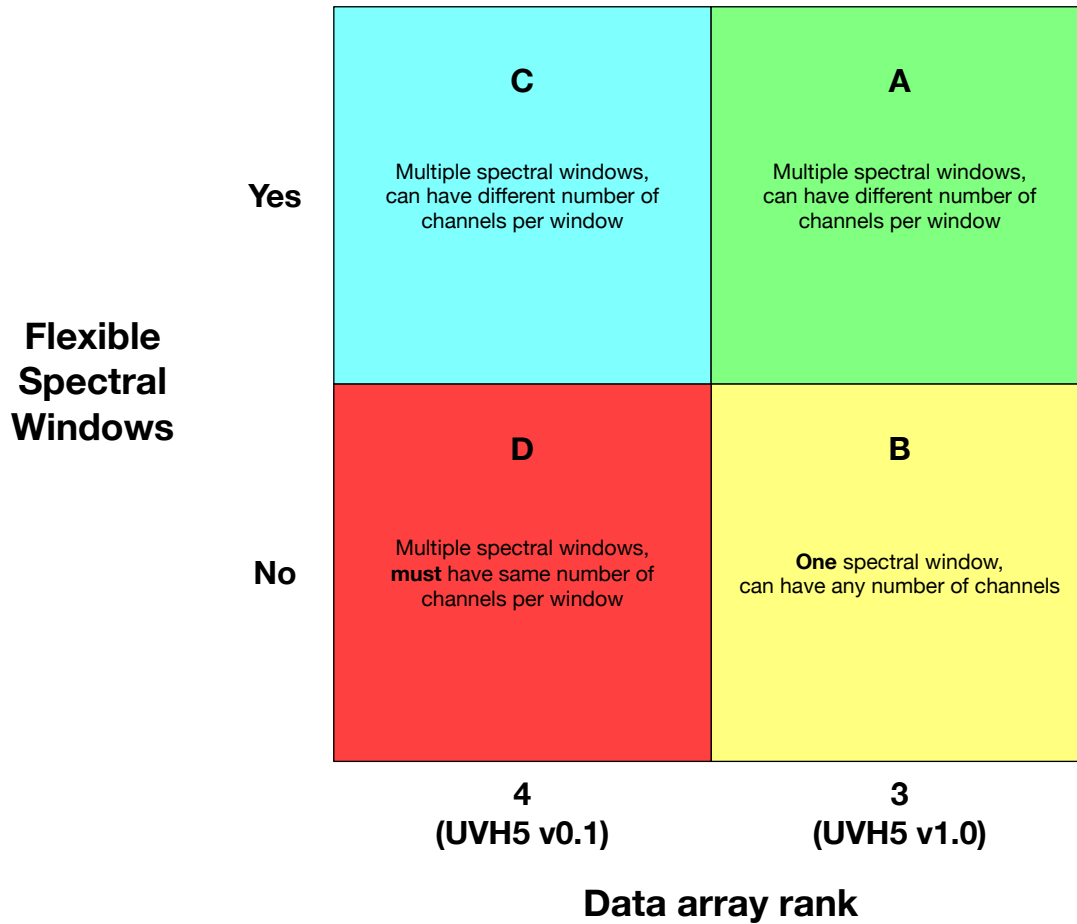 C
Multiple spectral windows,
can have different number of
channels per window
A
Multiple spectral windows,
can have different number of
channels per window
Yes
Flexible
Spectral
Windows
D
Multiple spectral windows,
must have same number of
channels per window
B
One spectral window,
can have any number of channels
No
4
(UVH5 v0.1)
3
(UVH5 v1.0)
Data array rank